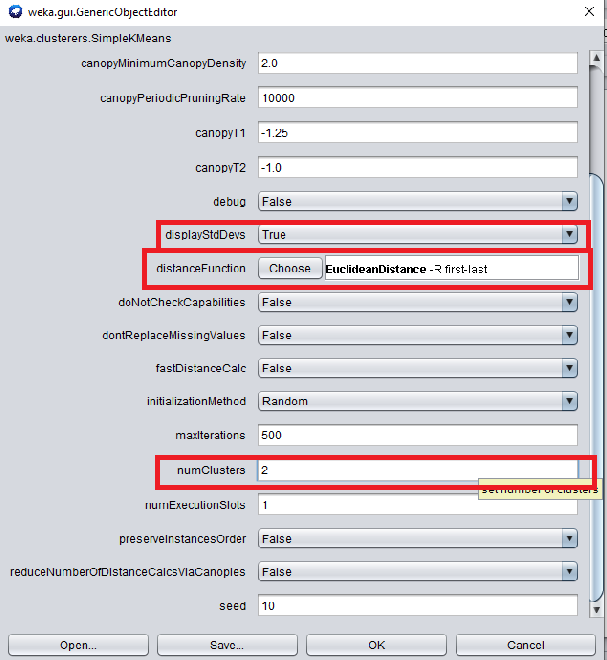 weka.gui.GenericObjectEditor
weka.clusterers.SimpleKMeans
canopyMinimumCanopyDensity 2.0
canopyPeriodicPruningRate 10000
canopyT1 -1.25
canopyT2 -1.0
debug False
displayStdDevs True
distanceFunction Choose EuclideanDistance -R first-last
doNotCheckCapabilities False
dontReplaceMissingValues False
fastDistanceCalc False
initializationMethod Random
maxIterations 500
numClusters 2
set number of clusters
numExecutionSlots 1
preserveInstancesOrder False
reduceNumberOfDistanceCalcsViaCanopies False
seed 10
Open... Save... OK Cancel